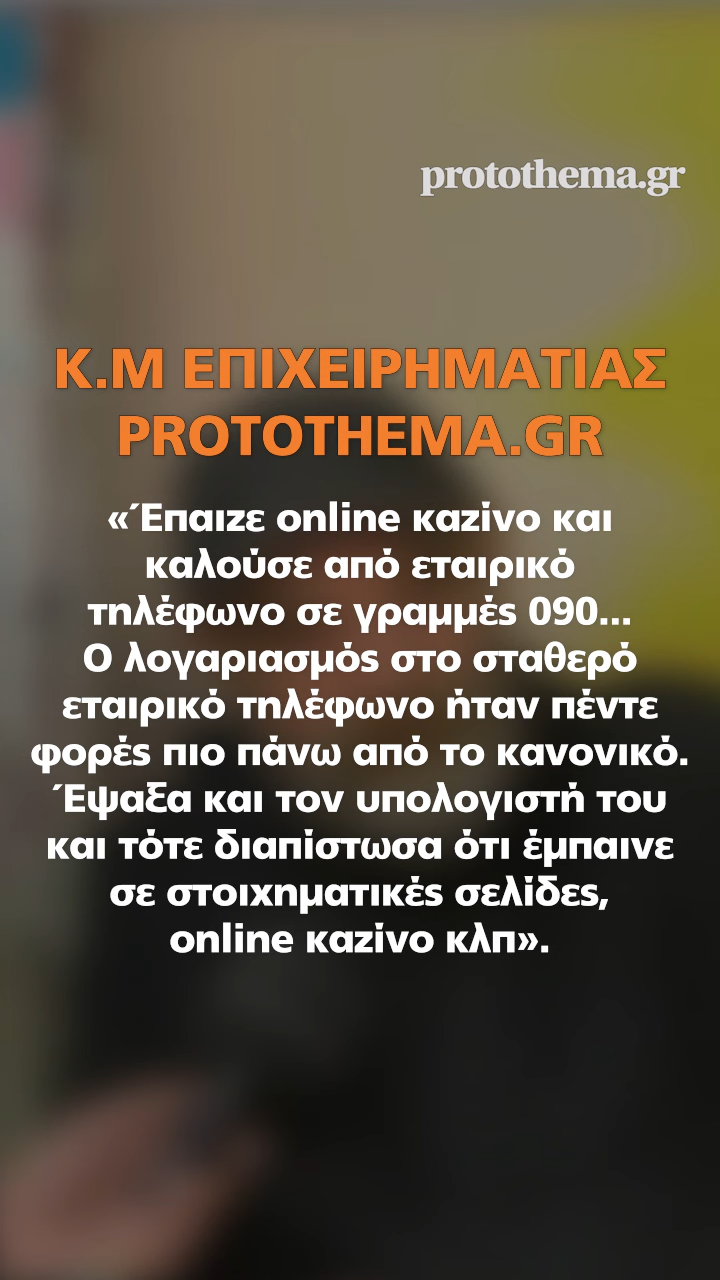 protothema.gr
Κ.Μ ΕΠΙΧΕΙΡΗΜΑΤΙΑΣ
PROTOTHEMA.GR
«Έπαιζε online καζίνο και
καλούσε από εταιρικό
τηλέφωνο σε γραμμές 090...
Ο λογαριασμός στο σταθερό
εταιρικό τηλέφωνο ήταν πέντε
φορές πιο πάνω από το κανονικό.
Έψαξα και τον υπολογιστή του
και τότε διαπίστωσα ότι έμπαινε
σε στοιχηματικές σελίδες,
online καζίνο κλπ».